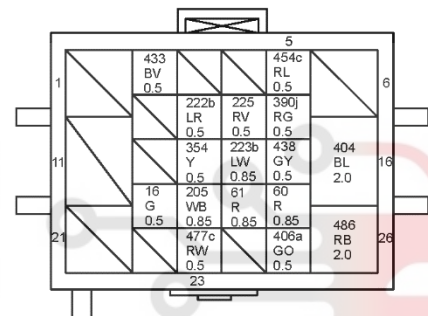 5
433
BV
0.5
454c
RL
0.5
1
6
222b
LR
0.5
225
RV
0.5
390j
RG
0.5
354
Y
0.5
223b
LW
0.85
438
GY
0.5
404
BL
2.0
11
16
16
G
0.5
205
WB
0.85
61
R
0.85
60
R
0.85
486
RB
2.0
21
26
477c
RW
0.5
406a
GO
0.5
23